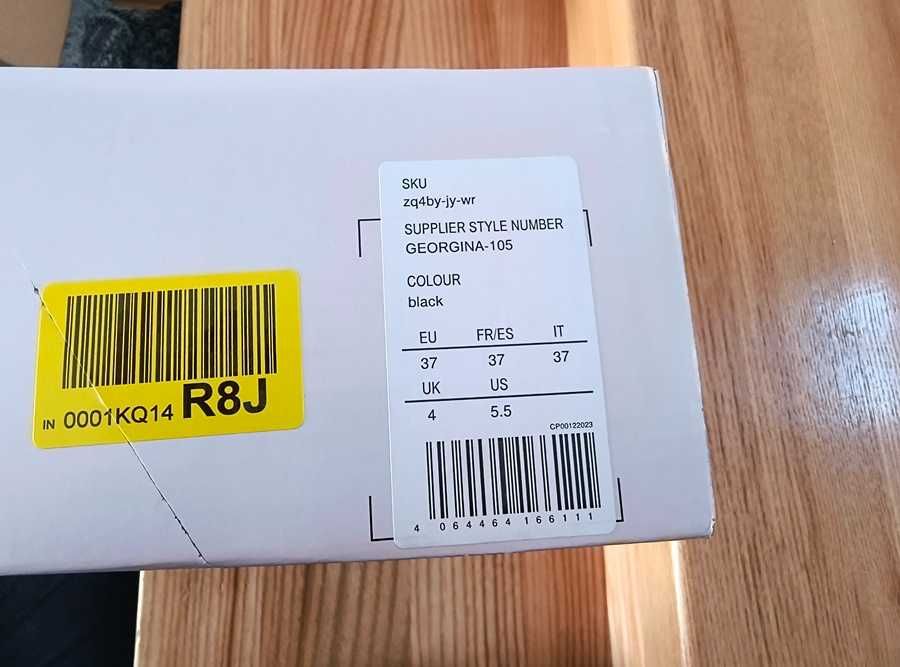 SKU
zq4by-jy-wr
SUPPLIER STYLE NUMBER
GEORGINA-105
COLOUR
black
EU FR/ES IT
37 37 37
UK US
4 5.5
CP00122023
4 064464 166111
IN 0001KQ14 R8J